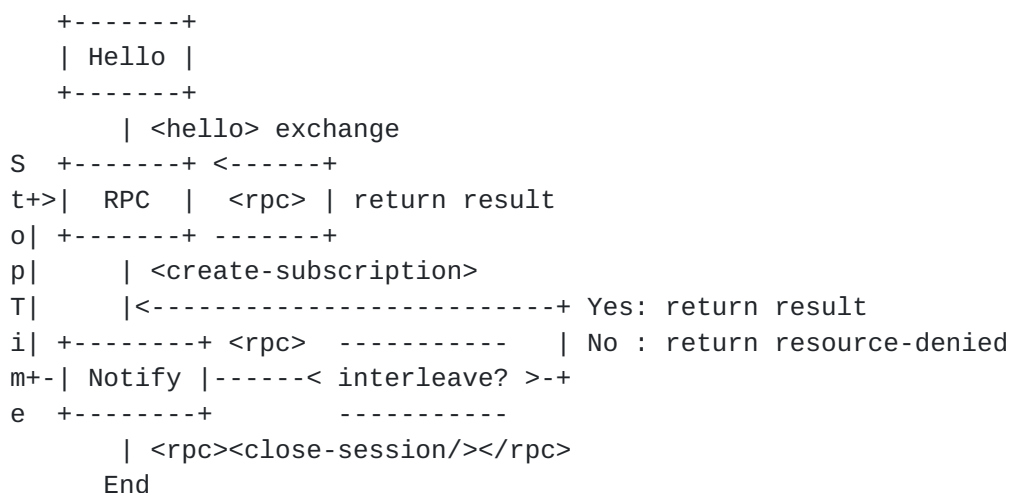 +-------+
   | Hello |
   +-------+
       | <hello> exchange
S  +-------+ <------+
t+>|  RPC  |  <rpc> | return result
o| +-------+ -------+
p|     | <create-subscription>
T|     |<--------------------------+ Yes: return result
i| +--------+ <rpc>  -----------   | No : return resource-denied
m+-| Notify |------< interleave? >-+
e  +--------+        -----------
       | <rpc><close-session/></rpc>
      End